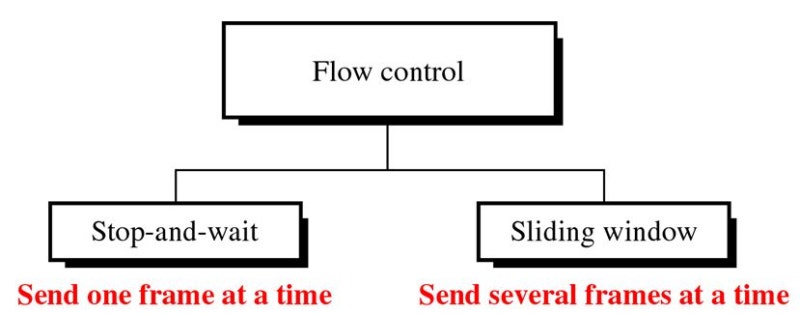 Flow control
Stop-and-wait
Sliding window
Send one frame at a time
Send several frames at a time